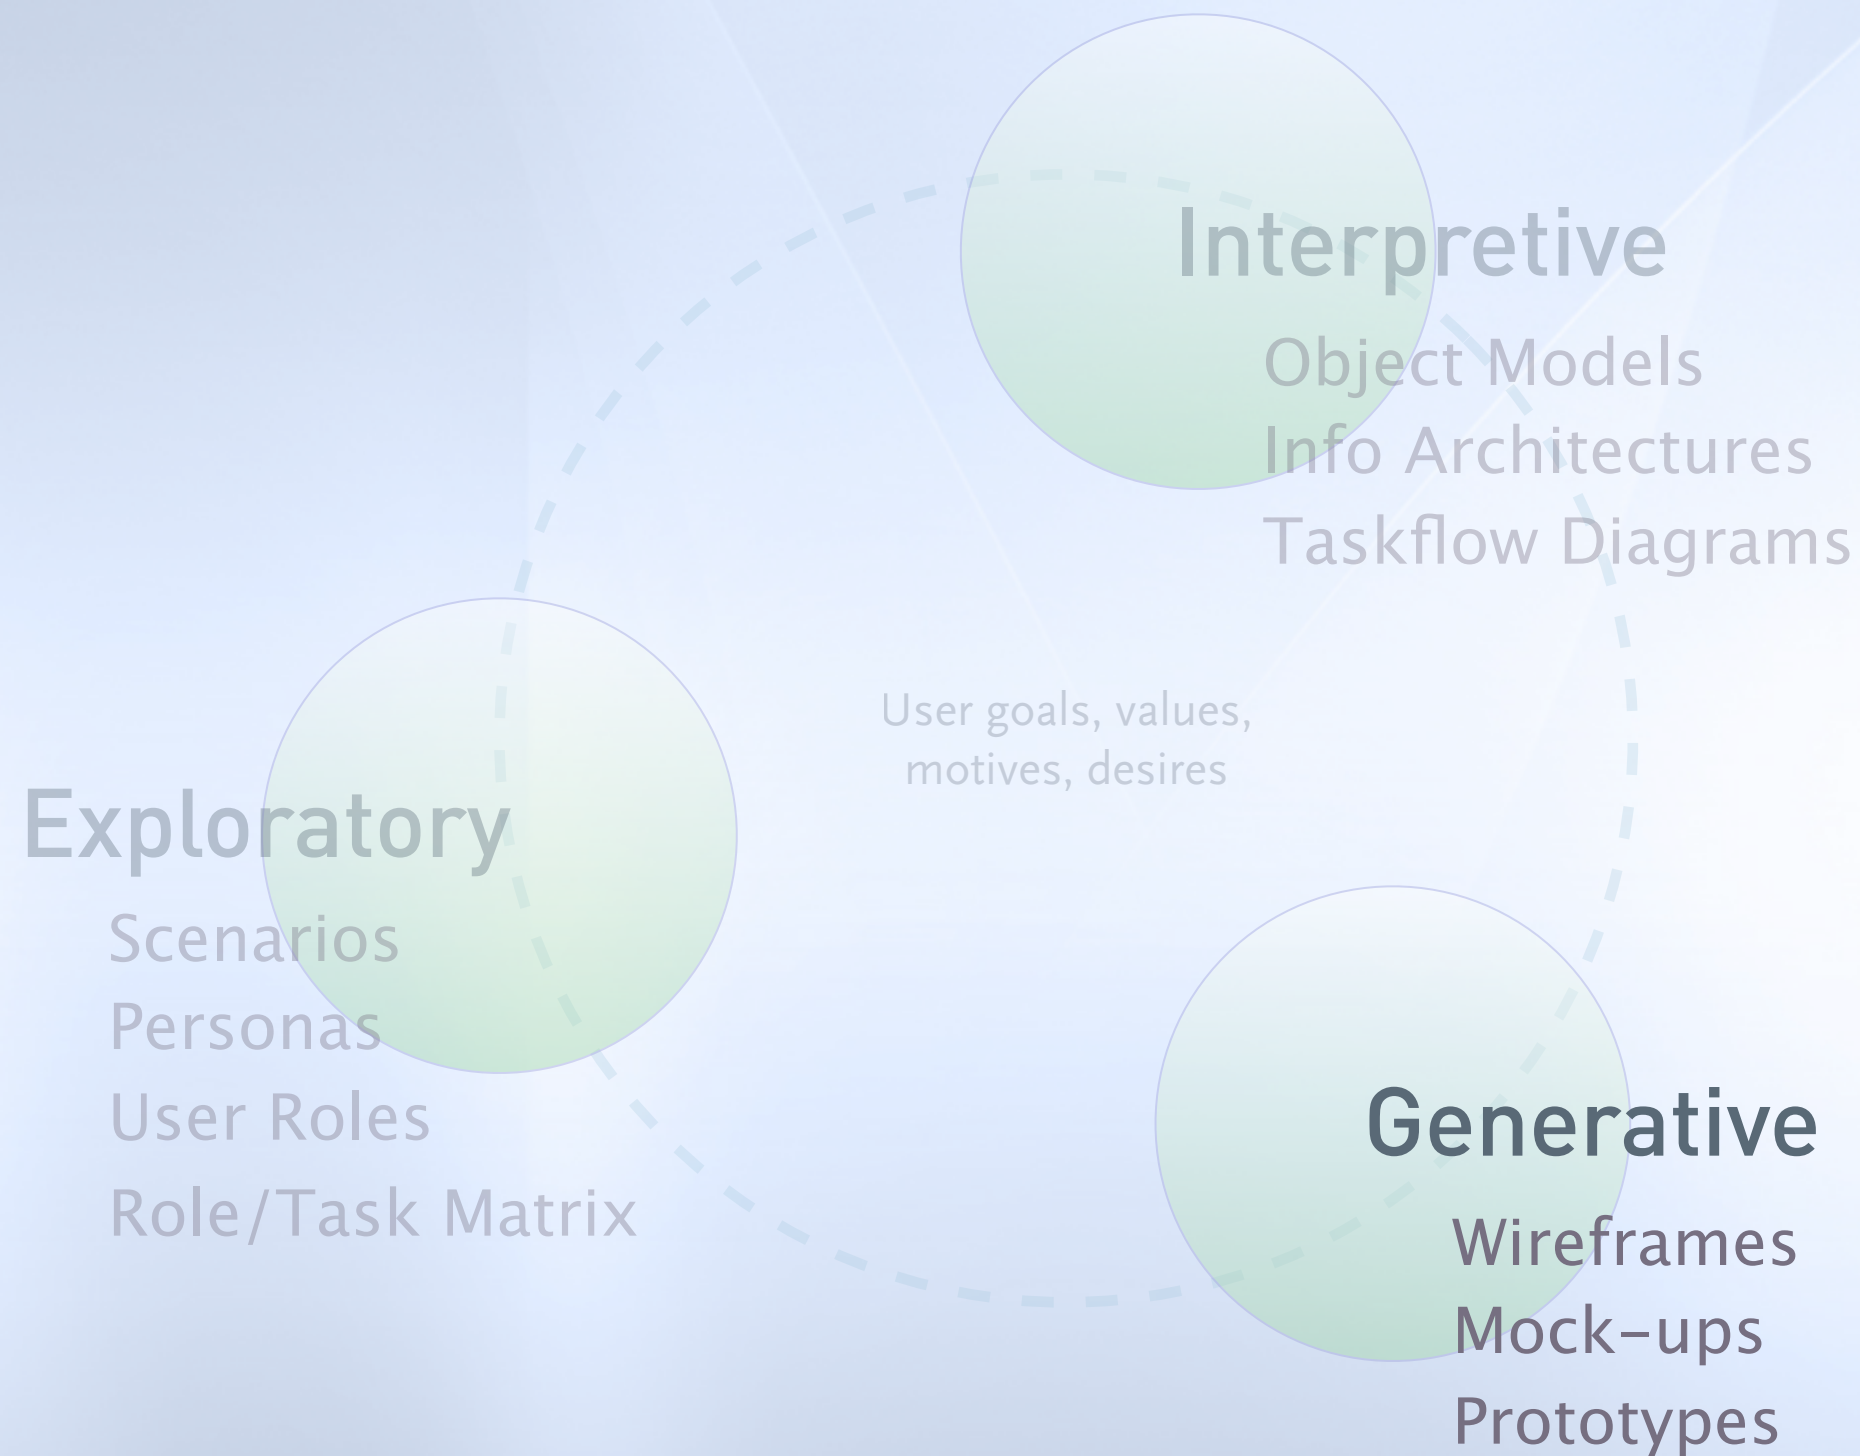 Interpretive
Object Models
Info Architectures
Taskflow Diagrams
User goals, values,
motives, desires
Exploratory
Scenarios
Personas
User Roles
Role/Task Matrix
Generative
Wireframes
Mock-ups
Prototypes